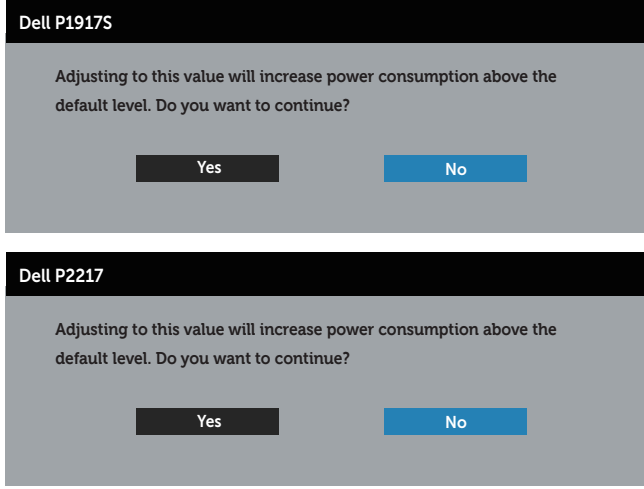 Dell P1917S
Adjusting to this value will increase power consumption above the
default level. Do you want to continue?
Yes
No
Dell P2217
Adjusting to this value will increase power consumption above the
default level. Do you want to continue?
Yes
No